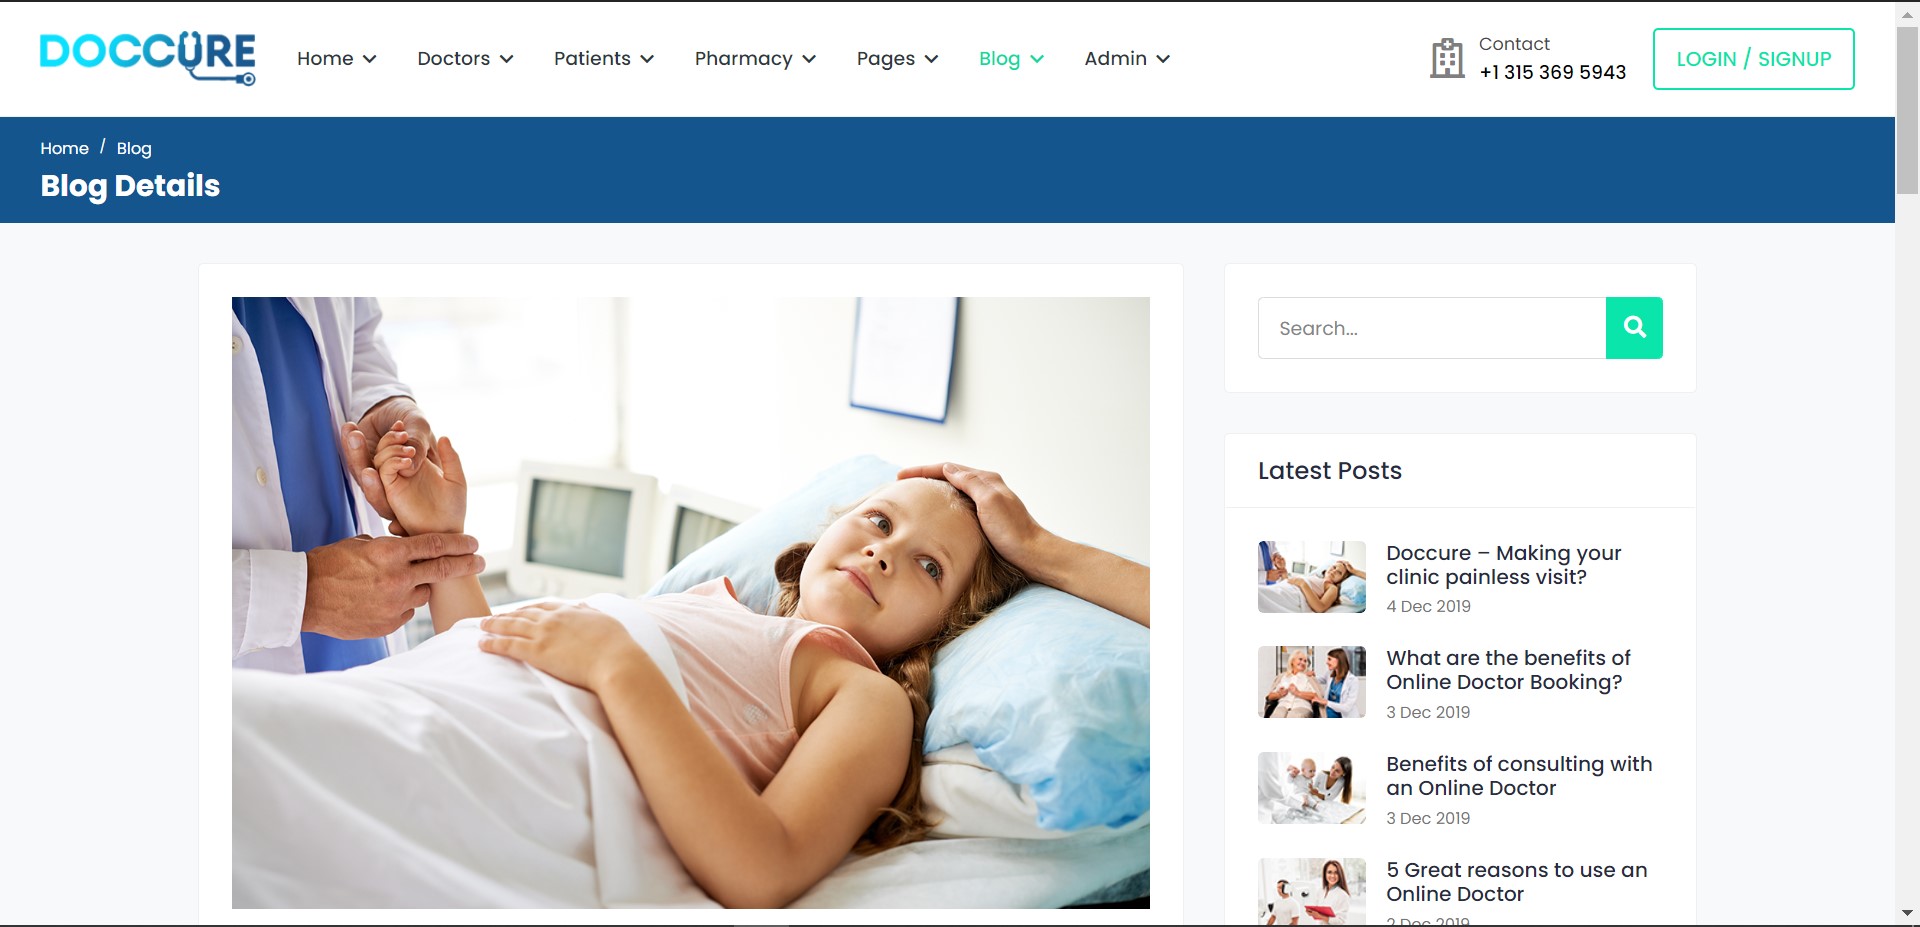 DOCCURE
Home
Doctors
Patients
Pharmacy
Pages
Blog
Admin
Contact
+1 315 369 5943
LOGIN / SIGNUP
Home / Blog
Blog Details
Search...
Latest Posts
Doccure – Making your
clinic painless visit?
4 Dec 2019
What are the benefits of
Online Doctor Booking?
3 Dec 2019
Benefits of consulting with
an Online Doctor
3 Dec 2019
5 Great reasons to use an
Online Doctor
2 Dec 2019